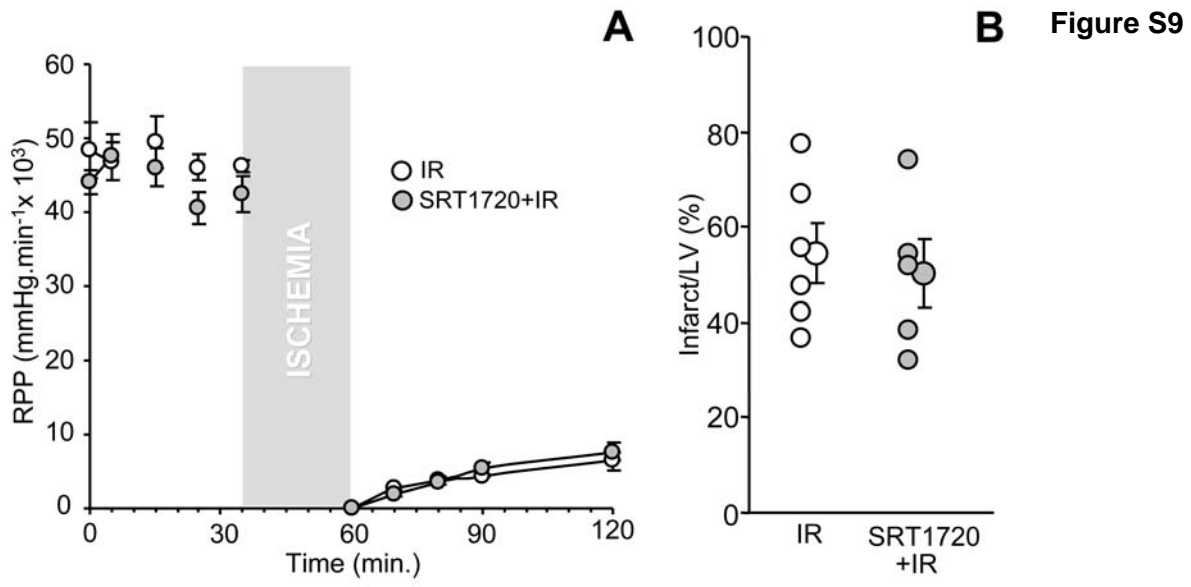 Figure S9
A
60
50
40
30
20
10
0
RPP (mmHg.min⁻¹x 10³)
ISCHEMIA
IR
SRT1720+IR
0
30
60
90
120
Time (min.)
B
100
80
60
40
20
0
Infarct/LV (%)
IR
SRT1720
+IR